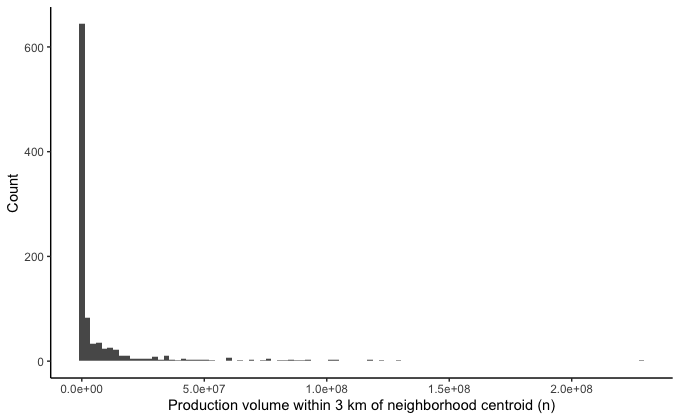 600
400
200
0
Count
0.0e+00 5.0e+07 1.0e+08 1.5e+08 2.0e+08
Production volume within 3 km of neighborhood centroid (n)